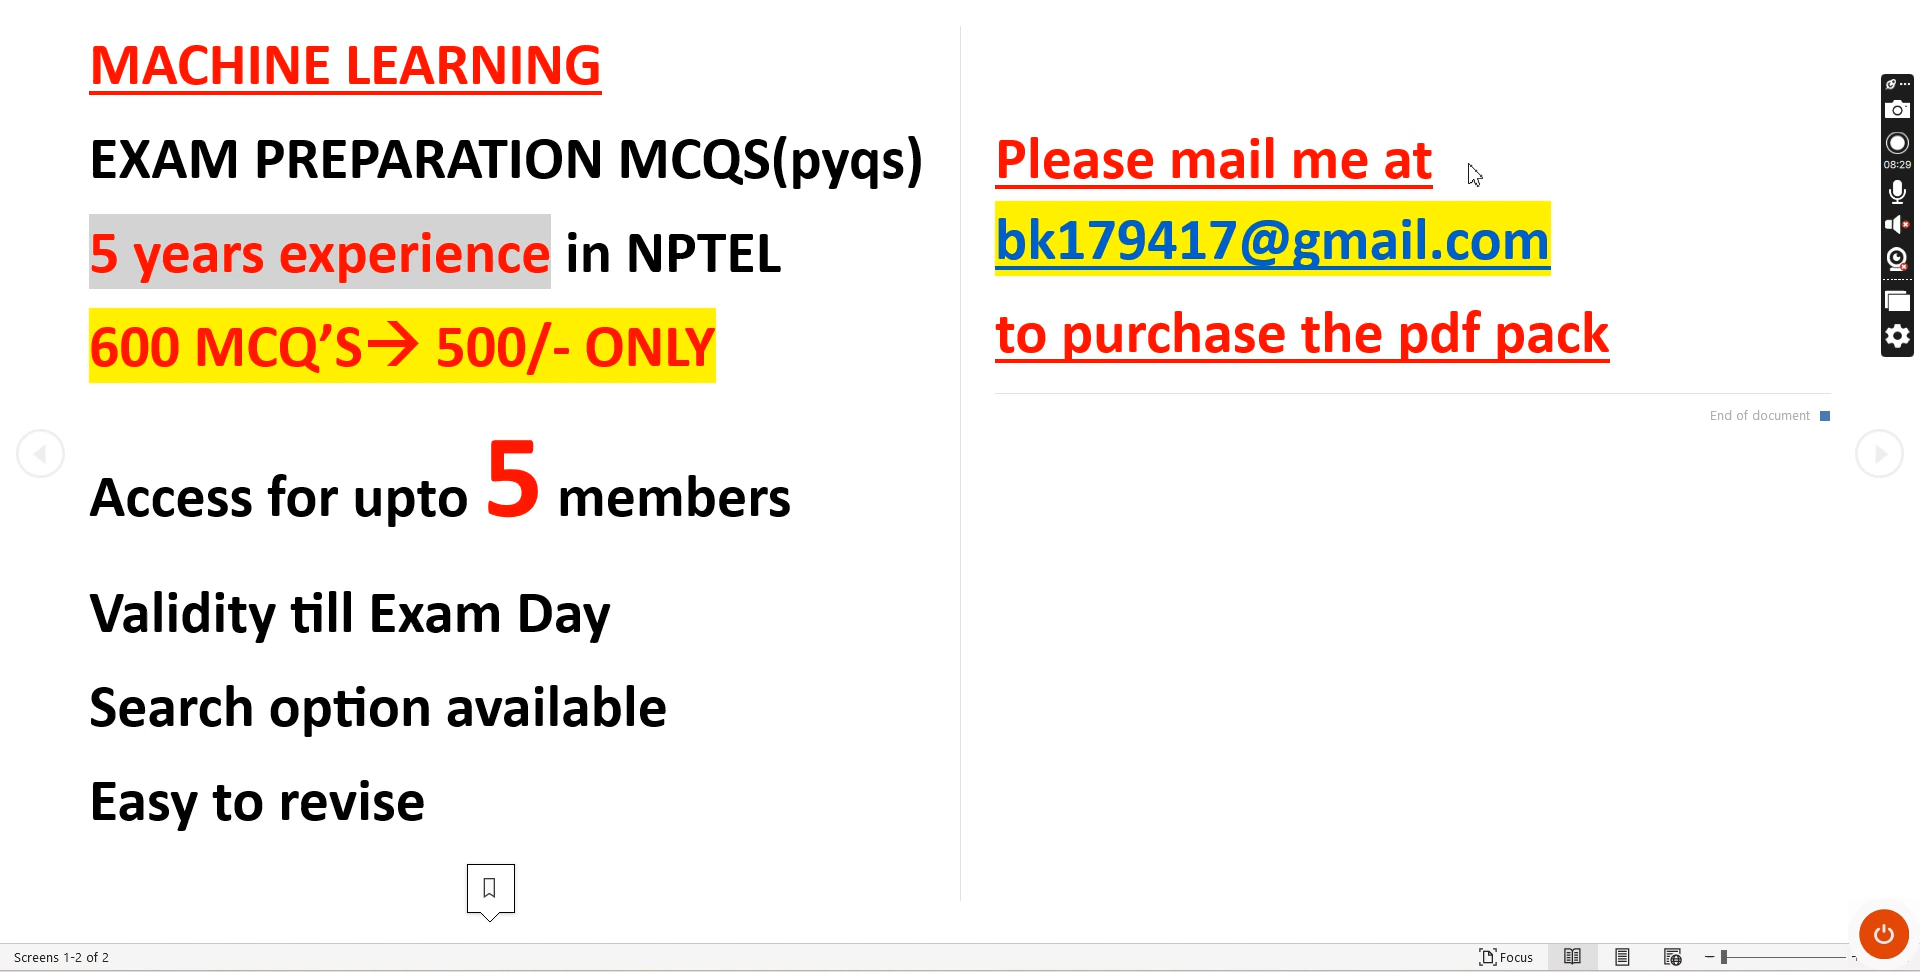 MACHINE LEARNING
EXAM PREPARATION MCQS(pyqs)
5 years experience in NPTEL
600 MCQ’S→ 500/- ONLY
Access for upto 5 members
Validity till Exam Day
Search option available
Easy to revise
Please mail me at
bk179417@gmail.com
to purchase the pdf pack
End of document
08:29
Screens 1-2 of 2
Focus